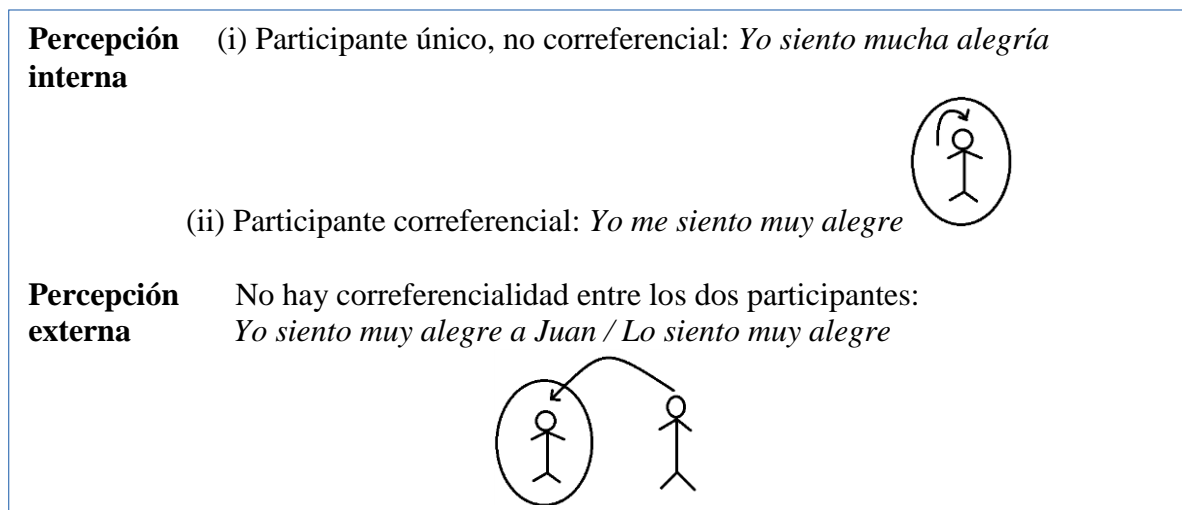 Percepción (i) Participante único, no correferencial: Yo siento mucha alegría
interna
(ii) Participante correferencial: Yo me siento muy alegre
Percepción No hay correferencialidad entre los dos participantes:
externa Yo siento muy alegre a Juan / Lo siento muy alegre